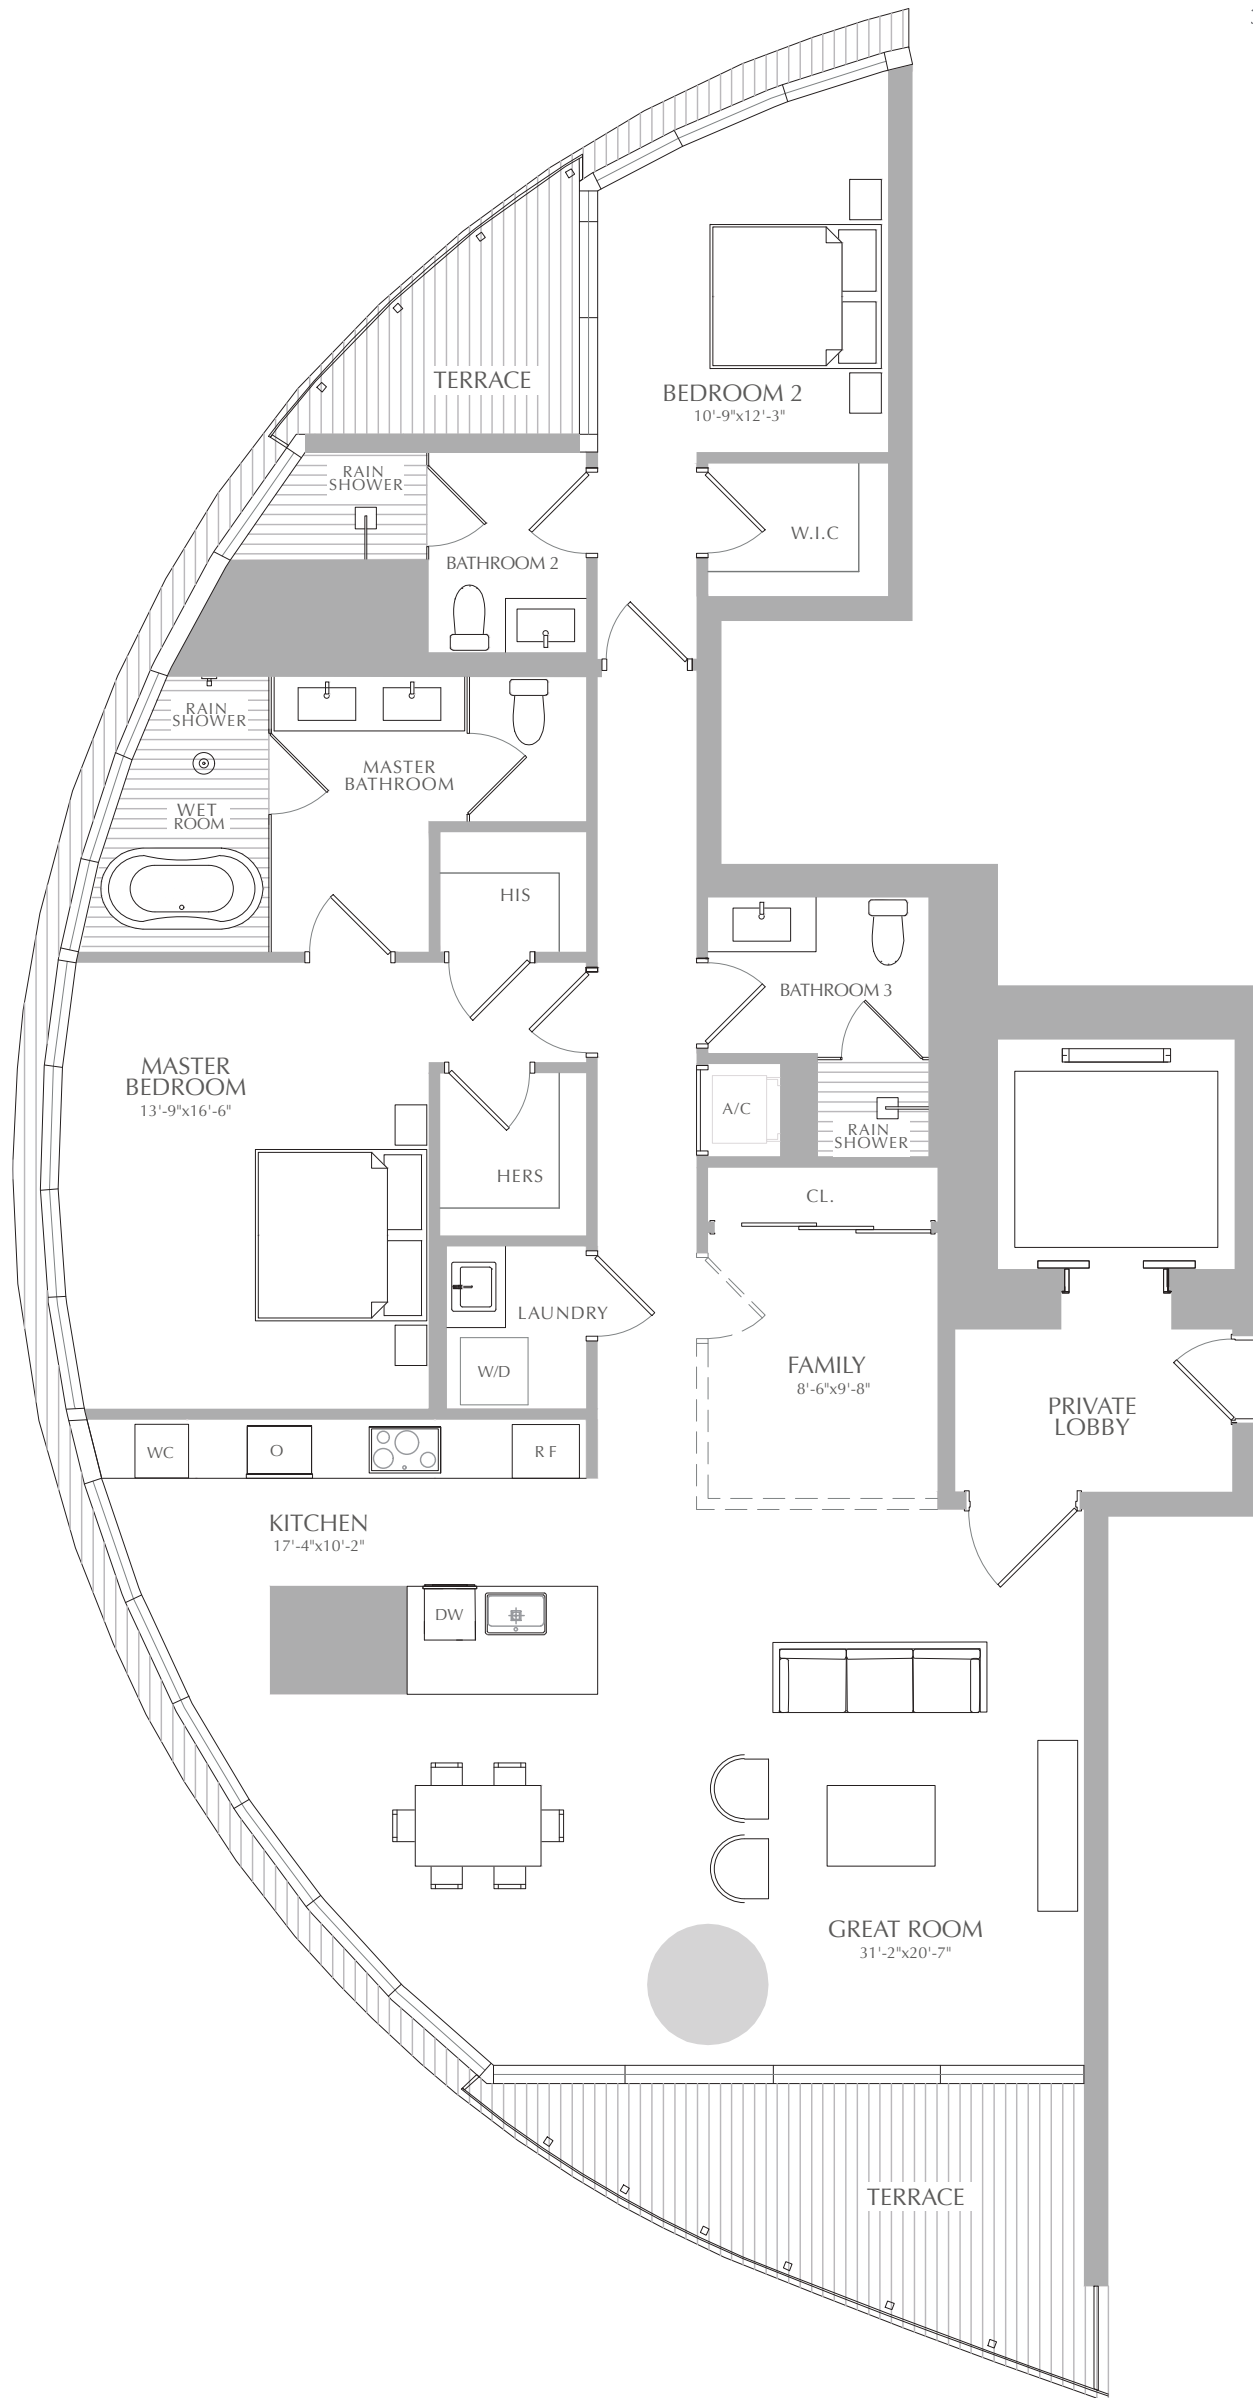 TERRACE
BEDROOM 2
10'-9"x12'-3"
RAIN
SHOWER
W.I.C
BATHROOM 2
RAIN
SHOWER
MASTER
BATHROOM
WET
ROOM
HIS
BATHROOM 3
MASTER
BEDROOM
13'-9"x16'-6"
A/C
RAIN
SHOWER
HERS
CL.
LAUNDRY
W/D
FAMILY
8'-6"x9'-8"
PRIVATE
LOBBY
WC
O
RF
KITCHEN
17'-4"x10'-2"
DW
GREAT ROOM
31'-2"x20'-7"
TERRACE